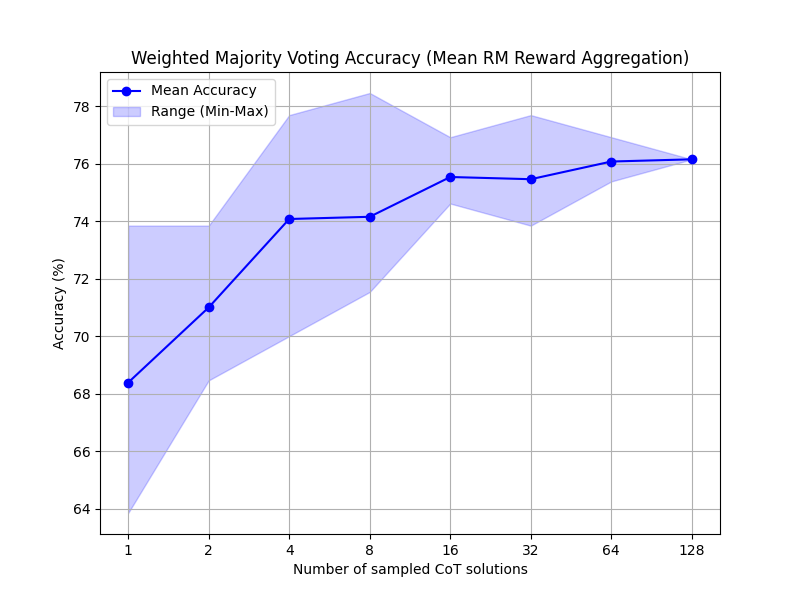 Weighted Majority Voting Accuracy (Mean RM Reward Aggregation)
Mean Accuracy
Range (Min-Max)
Accuracy (%)
78
76
74
72
70
68
66
64
1 2 4 8 16 32 64 128
Number of sampled CoT solutions